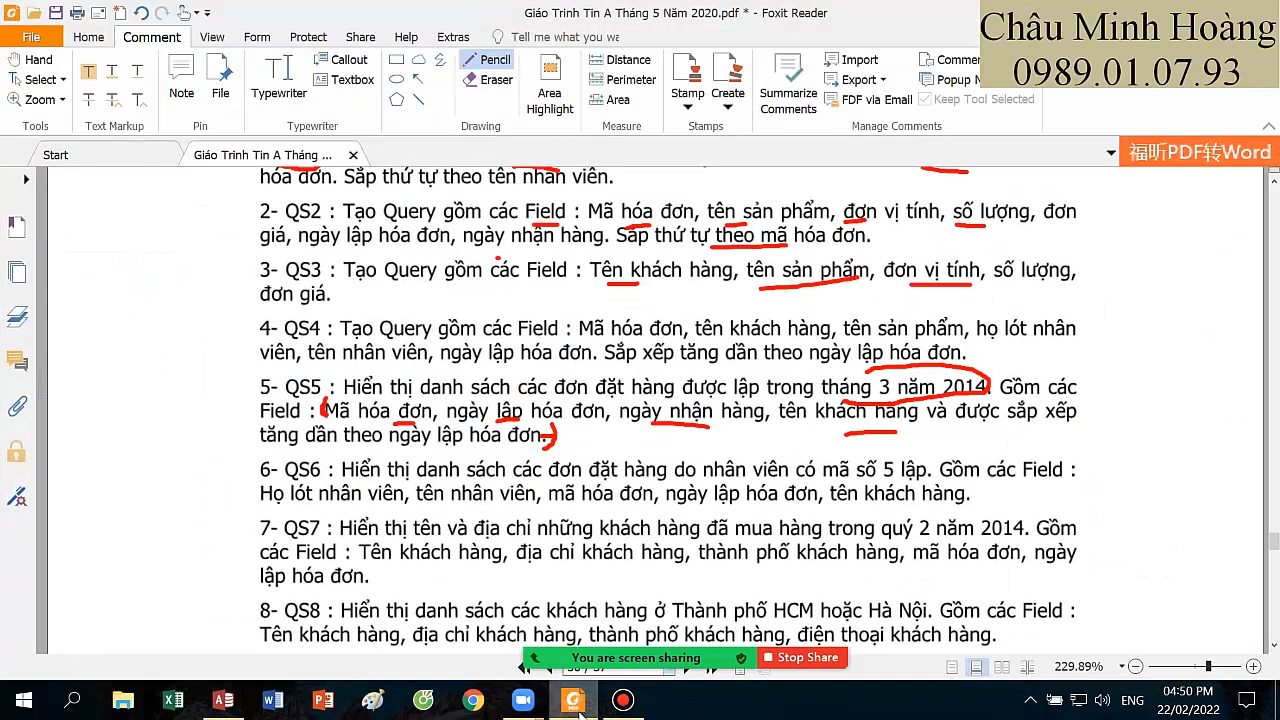 Giáo Trình Tin A Tháng 5 Năm 2020.pdf * - Foxit Reader
Châu Minh Hoàng
0989.01.07.93
File Home Comment View Form Protect Share Help Extras Tell me what you wa
Hand Select Zoom Tools
Text Markup
Note File Pin
Typewriter Callout Textbox Typewriter
Pencil Eraser Area Highlight Drawing
Distance Perimeter Area Measure
Stamp Create Stamps
Summarize Comments Import Export FDF via Email Commen Popup N Keep Tool Selected Manage Comments
Start Giáo Trình Tin A Tháng ... 福昕PDF转Word
hóa đơn. Sắp thứ tự theo tên nhân viên.
2- QS2 : Tạo Query gồm các Field : Mã hóa đơn, tên sản phẩm, đơn vị tính, số lượng, đơn
giá, ngày lập hóa đơn, ngày nhận hàng. Sắp thứ tự theo mã hóa đơn.
3- QS3 : Tạo Query gồm các Field : Tên khách hàng, tên sản phẩm, đơn vị tính, số lượng,
đơn giá.
4- QS4 : Tạo Query gồm các Field : Mã hóa đơn, tên khách hàng, tên sản phẩm, họ lót nhân
viên, tên nhân viên, ngày lập hóa đơn. Sắp xếp tăng dần theo ngày lập hóa đơn.
5- QS5 : Hiển thị danh sách các đơn đặt hàng được lập trong tháng 3 năm 2014. Gồm các
Field : Mã hóa đơn, ngày lập hóa đơn, ngày nhận hàng, tên khách hàng và được sắp xếp
tăng dần theo ngày lập hóa đơn.
6- QS6 : Hiển thị danh sách các đơn đặt hàng do nhân viên có mã số 5 lập. Gồm các Field :
Họ lót nhân viên, tên nhân viên, mã hóa đơn, ngày lập hóa đơn, tên khách hàng.
7- QS7 : Hiển thị tên và địa chỉ những khách hàng đã mua hàng trong quý 2 năm 2014. Gồm
các Field : Tên khách hàng, địa chỉ khách hàng, thành phố khách hàng, mã hóa đơn, ngày
lập hóa đơn.
8- QS8 : Hiển thị danh sách các khách hàng ở Thành phố HCM hoặc Hà Nội. Gồm các Field :
Tên khách hàng, địa chỉ khách hàng, thành phố khách hàng, điện thoại khách hàng.
You are screen sharing Stop Share
229.89%
ENG 04:50 PM
22/02/2022